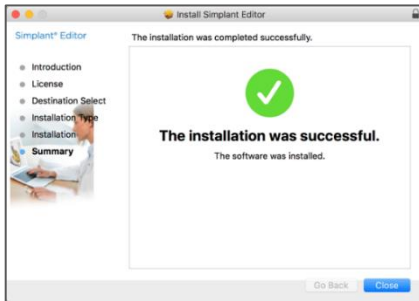 Install Simplant Editor
Simplant® Editor
The installation was completed successfully.
Introduction
License
Destination Select
Installation Type
Installation
Summary
The installation was successful.
The software was installed.
Go Back
Close